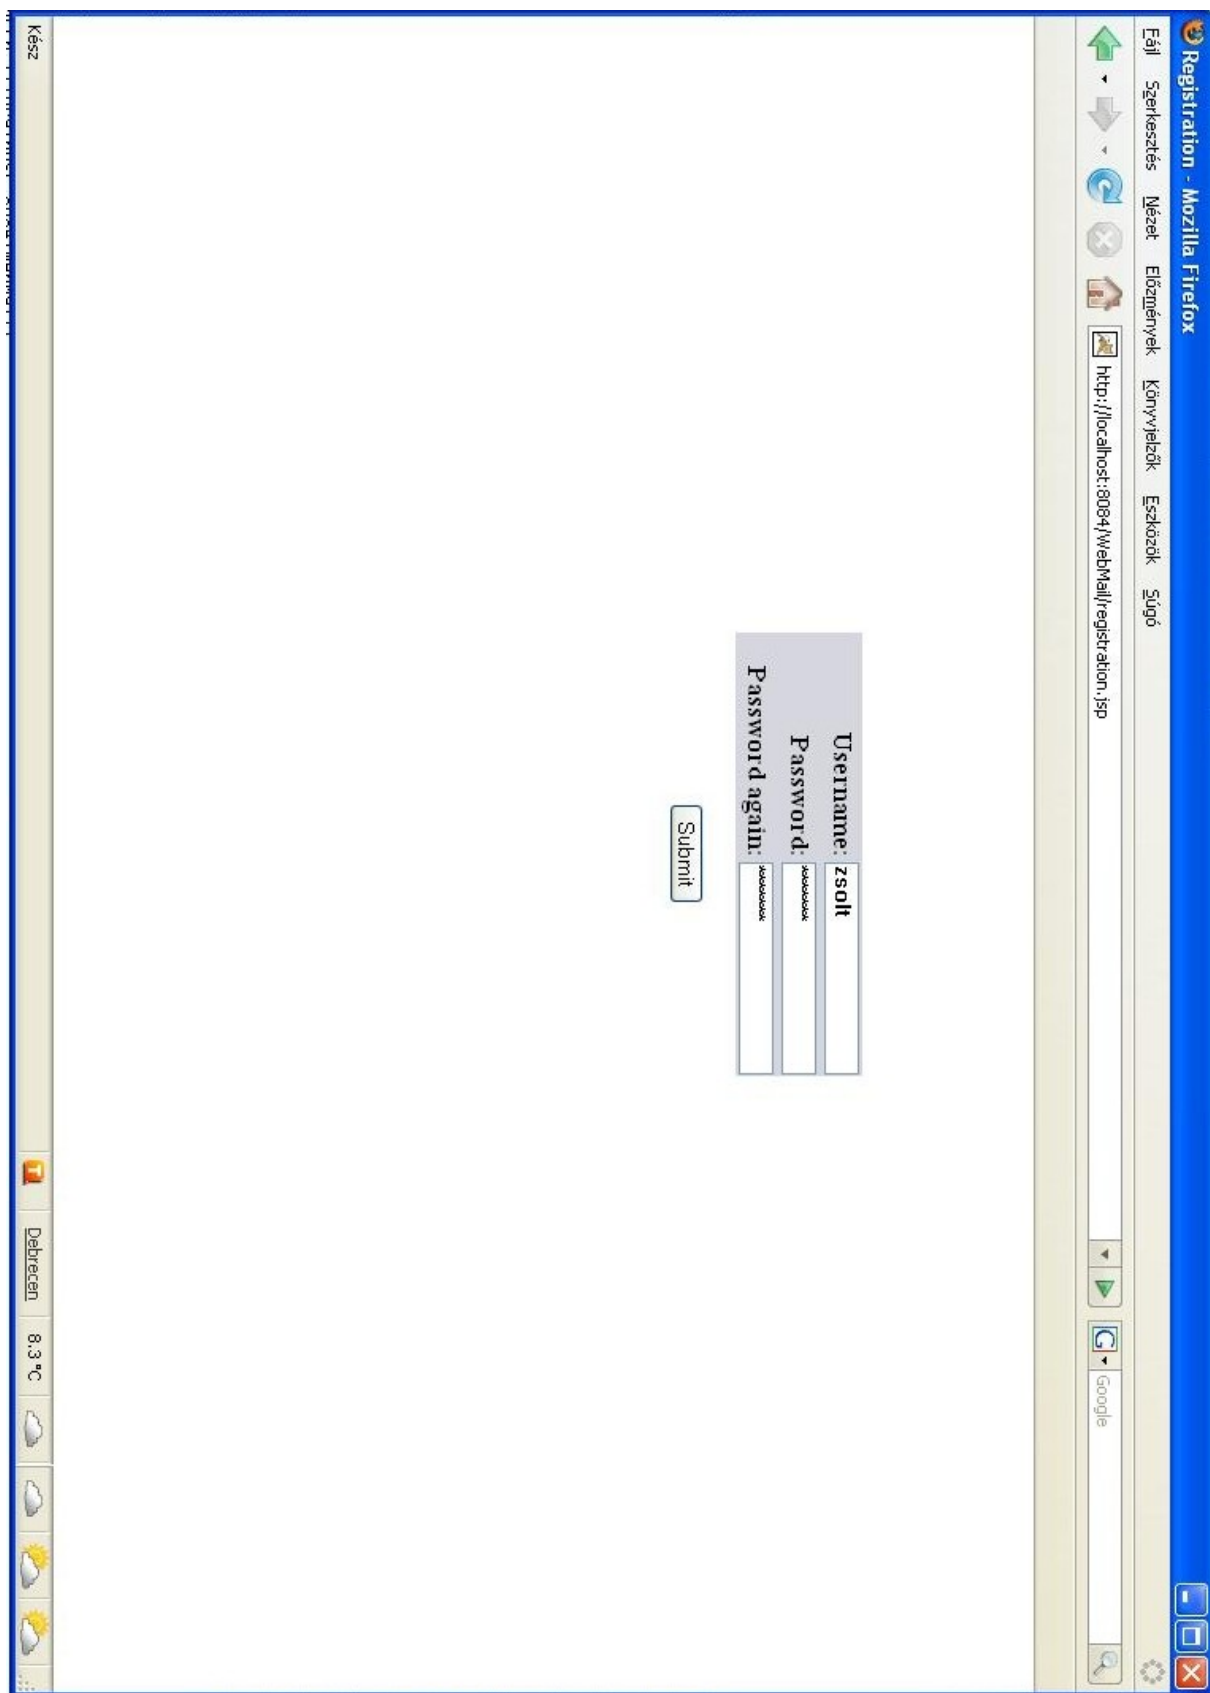 Registration - Mozilla Firefox
Fájl Szerkesztés Nézet Előzmények Könyvjelzők Eszközök Súgó
http://localhost:8084/WebMail/registration.jsp Google
Username: zsolt
Password: ********
Password again: ********
Submit
Kész Debrecen 8.3 °C